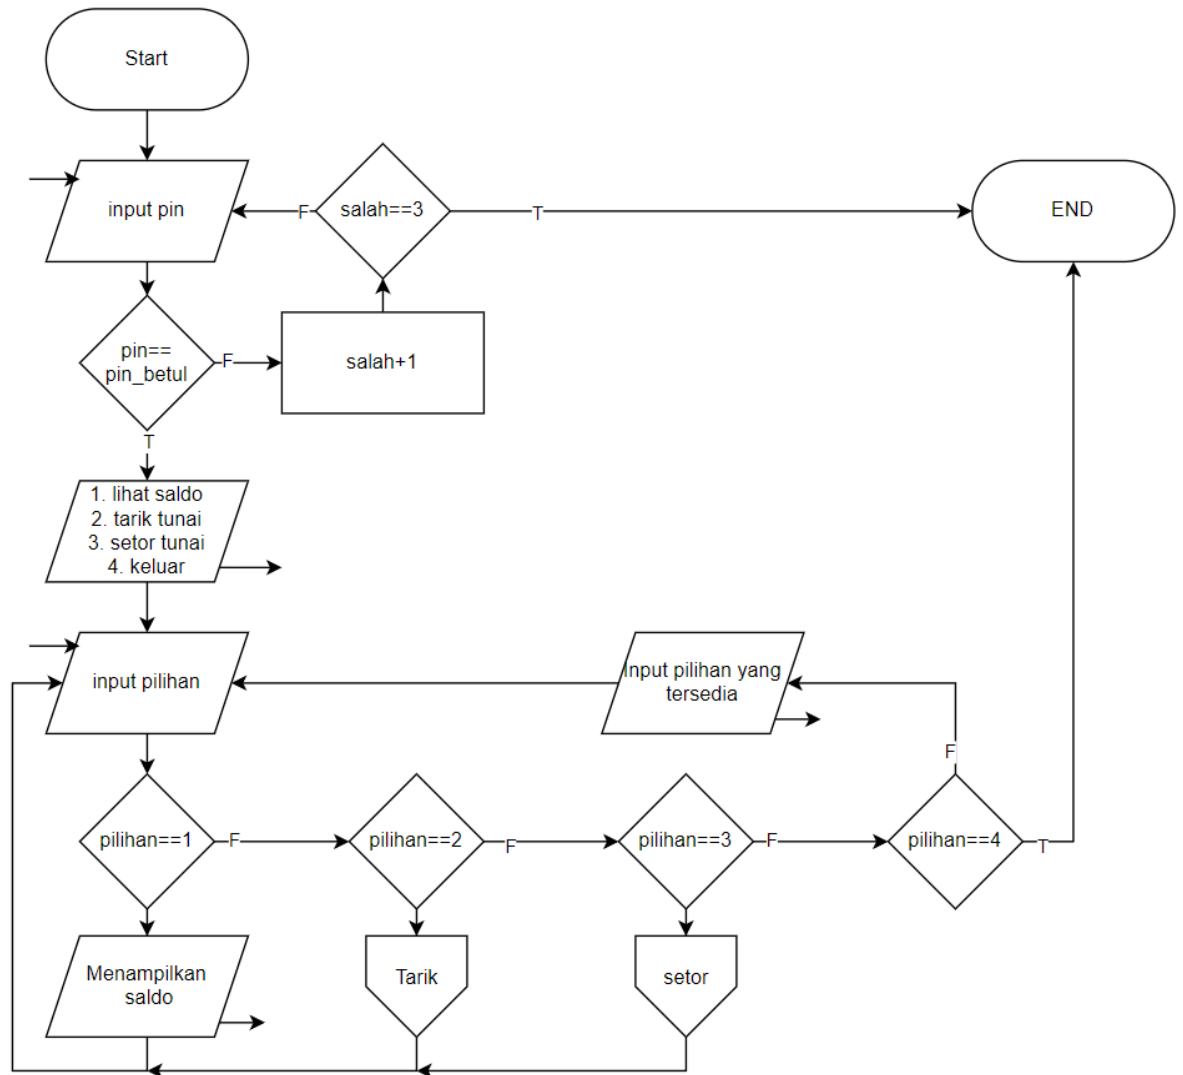 Start
input pin
F
salah==3
T
END
pin==
pin_betul
F
salah+1
T
1. lihat saldo
2. tarik tunai
3. setor tunai
4. keluar
input pilihan
Input pilihan yang
tersedia
F
pilihan==1
F
pilihan==2
F
pilihan==3
F
pilihan==4
T
Menampilkan
saldo
Tarik
setor